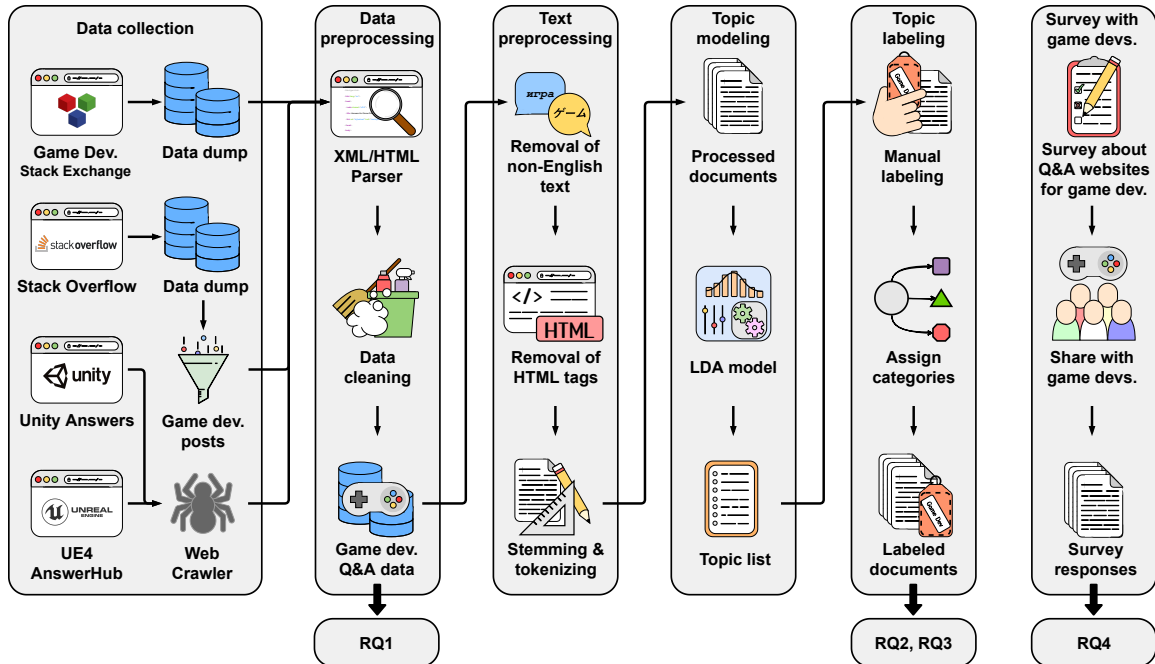 Data collection
Game Dev.
Stack Exchange
Data dump
stackoverflow
Stack Overflow
Data dump
unity
Unity Answers
Game dev.
posts
UNREAL
ENGINE
UE4
AnswerHub
Web
Crawler
Data
preprocessing
XML/HTML
Parser
Data
cleaning
Game dev.
Q&A data
RQ1
Text
preprocessing
игра
ゲーム
Removal of
non-English
text
</>
HTML
Removal of
HTML tags
Stemming &
tokenizing
Topic
modeling
Processed
documents
LDA model
Topic list
Topic
labeling
Game Dev
Manual
labeling
Assign
categories
Game Dev
Labeled
documents
RQ2, RQ3
Survey with
game devs.
Survey about
Q&A websites
for game dev.
Share with
game devs.
Survey
responses
RQ4